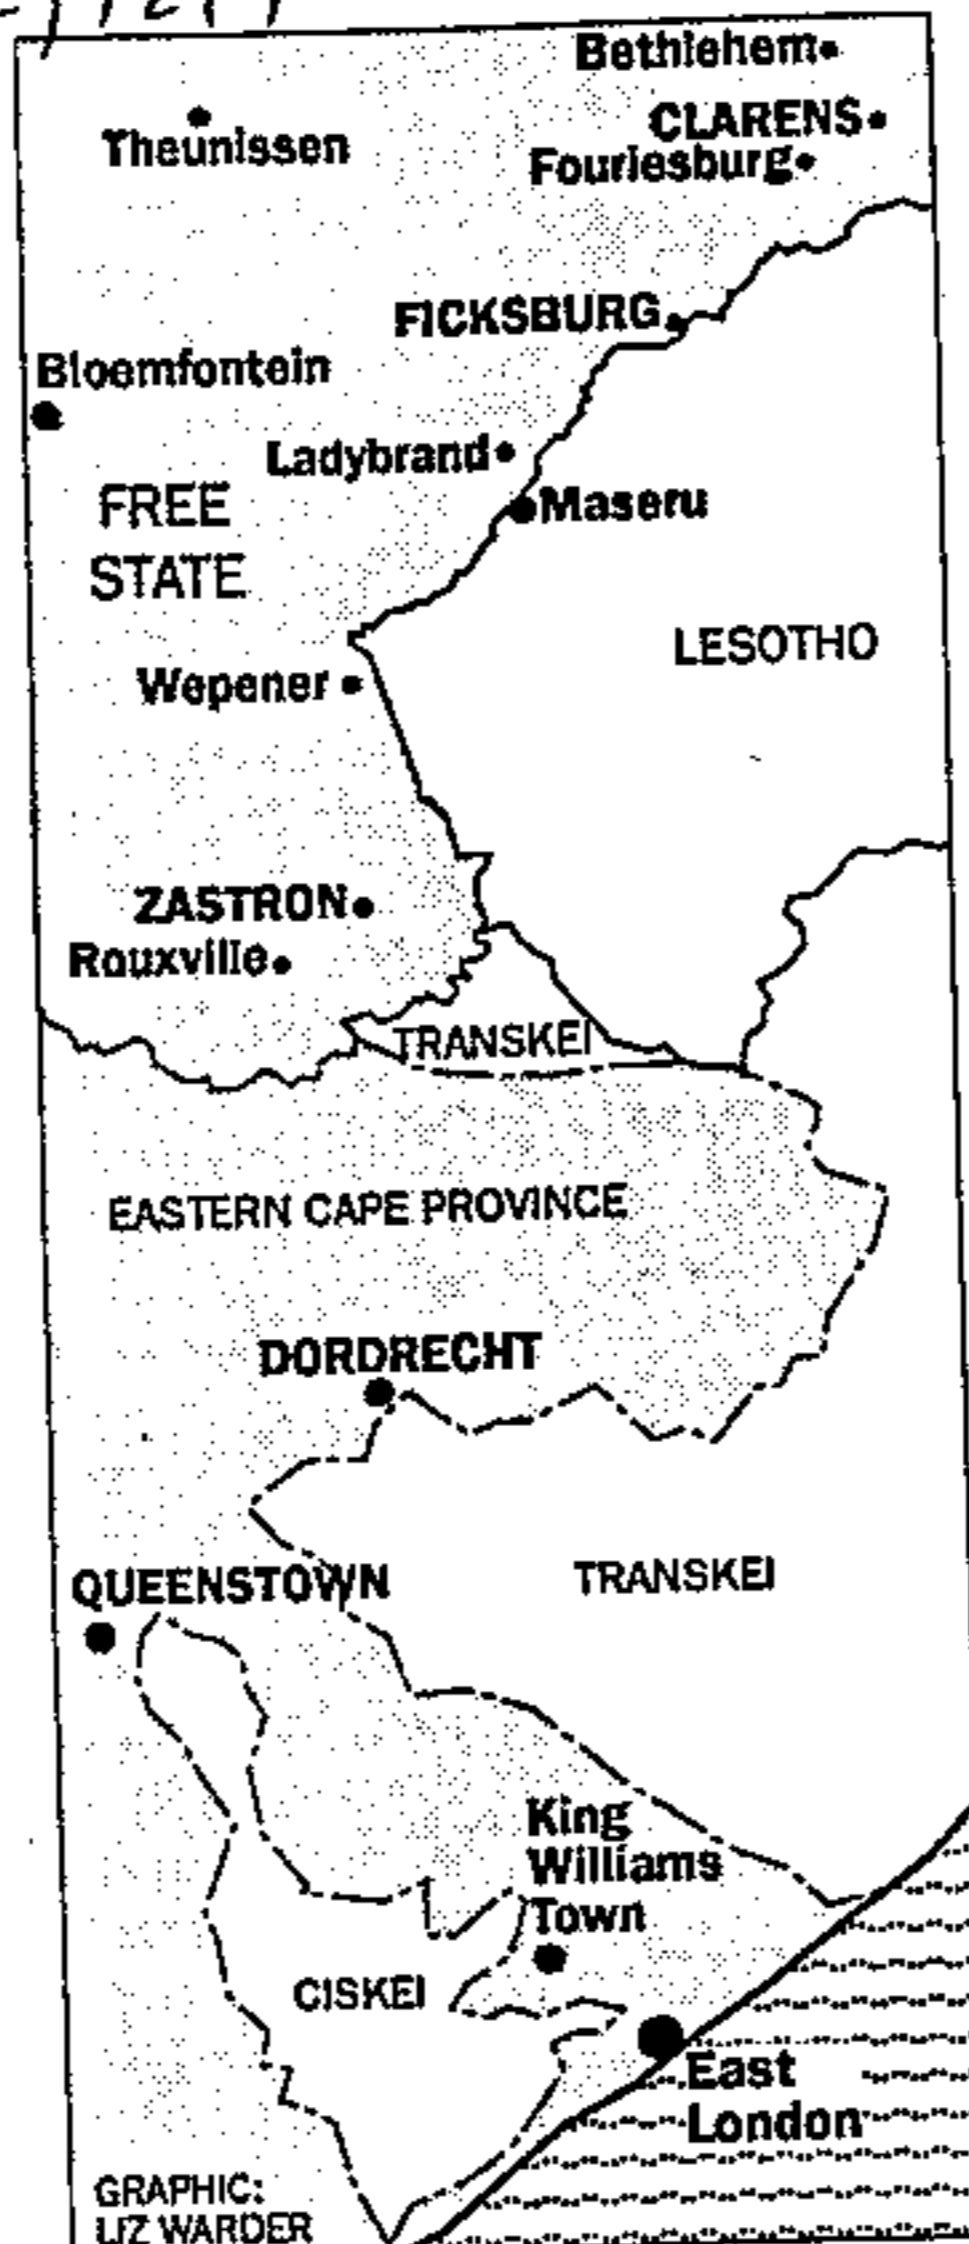 Bethlehem
CLARENS
Theunissen
Fouriesburg
FICKSBURG
Bloemfontein
Ladybrand
FREE
STATE
Maseru
LESOTHO
Wepener
ZASTRON
Rouxville
TRANSKEI
EASTERN CAPE PROVINCE
DORDRECHT
TRANSKEI
QUEENSTOWN
King
Williams
Town
CISKEI
East
London
GRAPHIC:
LIZ WARDER